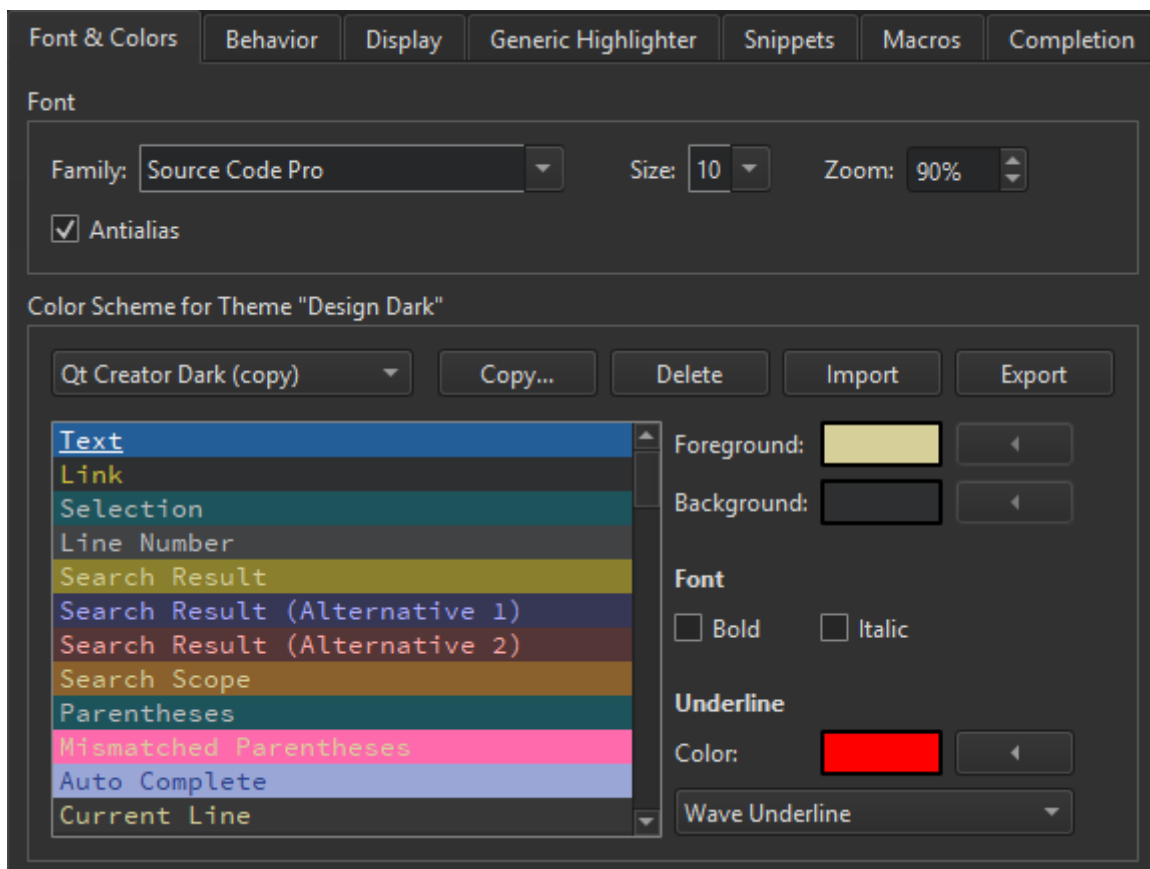 Font & Colors Behavior Display Generic Highlighter Snippets Macros Completion
Font
Family: Source Code Pro Size: 10 Zoom: 90%
Antialias
Color Scheme for Theme "Design Dark"
Qt Creator Dark (copy) Copy... Delete Import Export
Text
Link
Selection
Line Number
Search Result
Search Result (Alternative 1)
Search Result (Alternative 2)
Search Scope
Parentheses
Mismatched Parentheses
Auto Complete
Current Line
Foreground:
Background:
Font
Bold Italic
Underline
Color:
Wave Underline